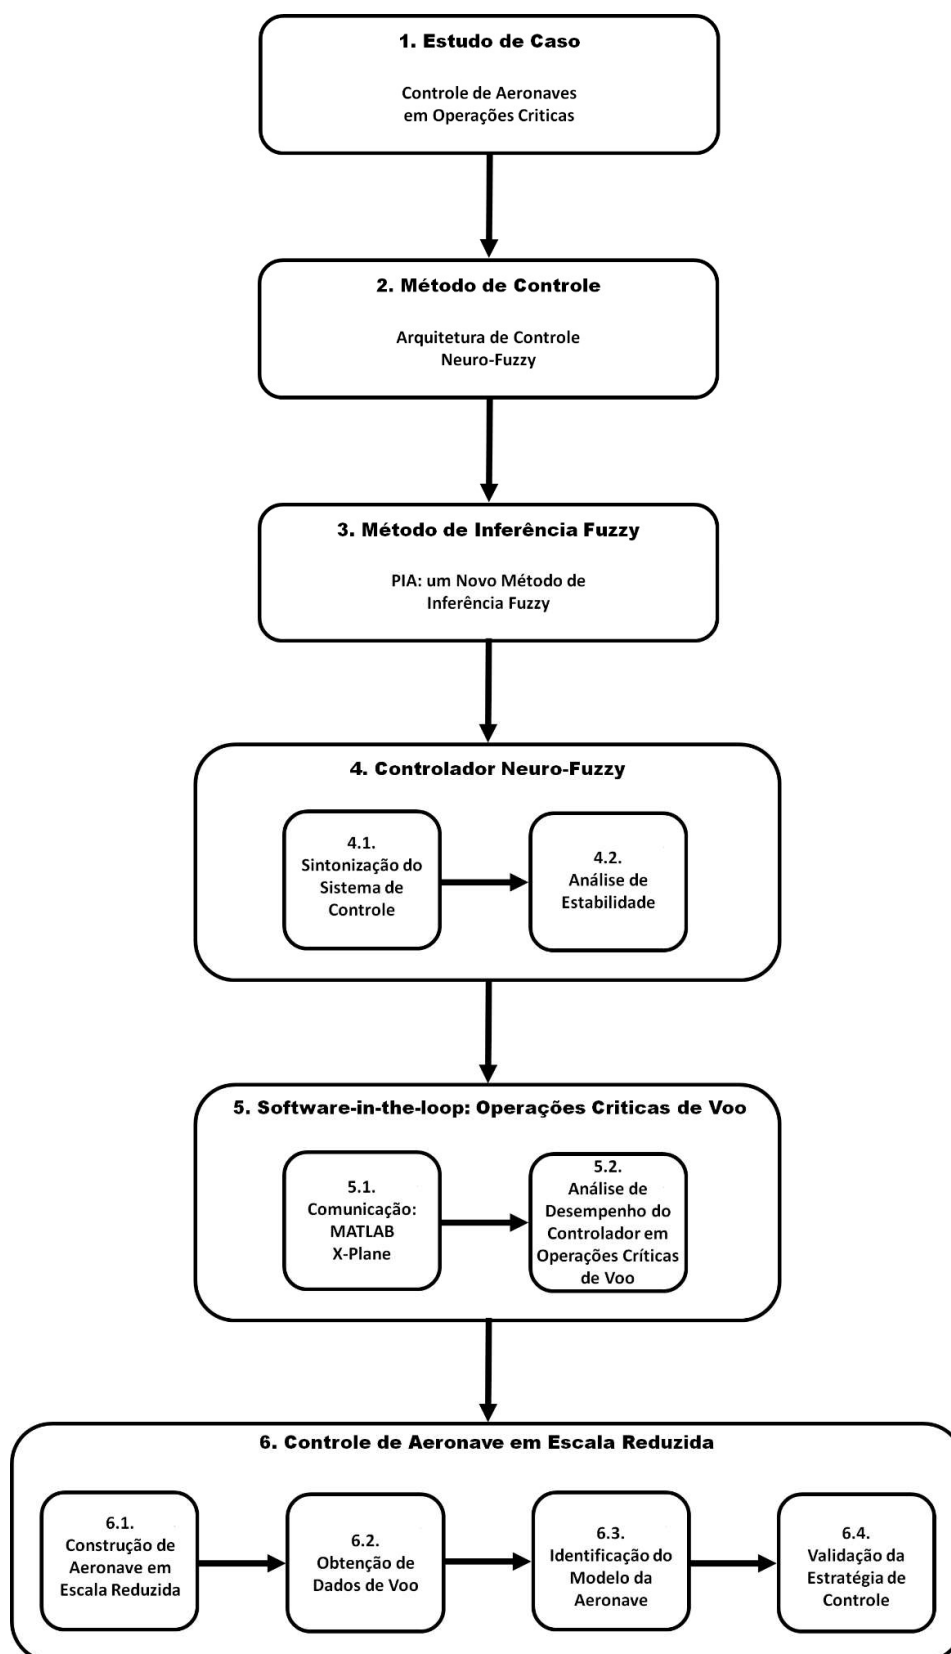 1. Estudo de Caso
Controle de Aeronaves
em Operações Criticas
2. Método de Controle
Arquitetura de Controle
Neuro-Fuzzy
3. Método de Inferência Fuzzy
PIA: um Novo Método de
Inferência Fuzzy
4. Controlador Neuro-Fuzzy
4.1.
Sintonização do
Sistema de
Controle
4.2.
Análise de
Estabilidade
5. Software-in-the-loop: Operações Criticas de Voo
5.1.
Comunicação:
MATLAB
X-Plane
5.2.
Análise de
Desempenho do
Controlador em
Operações Críticas
de Voo
6. Controle de Aeronave em Escala Reduzida
6.1.
Construção de
Aeronave em
Escala Reduzida
6.2.
Obtenção de
Dados de Voo
6.3.
Identificação do
Modelo da
Aeronave
6.4.
Validação da
Estratégia de
Controle